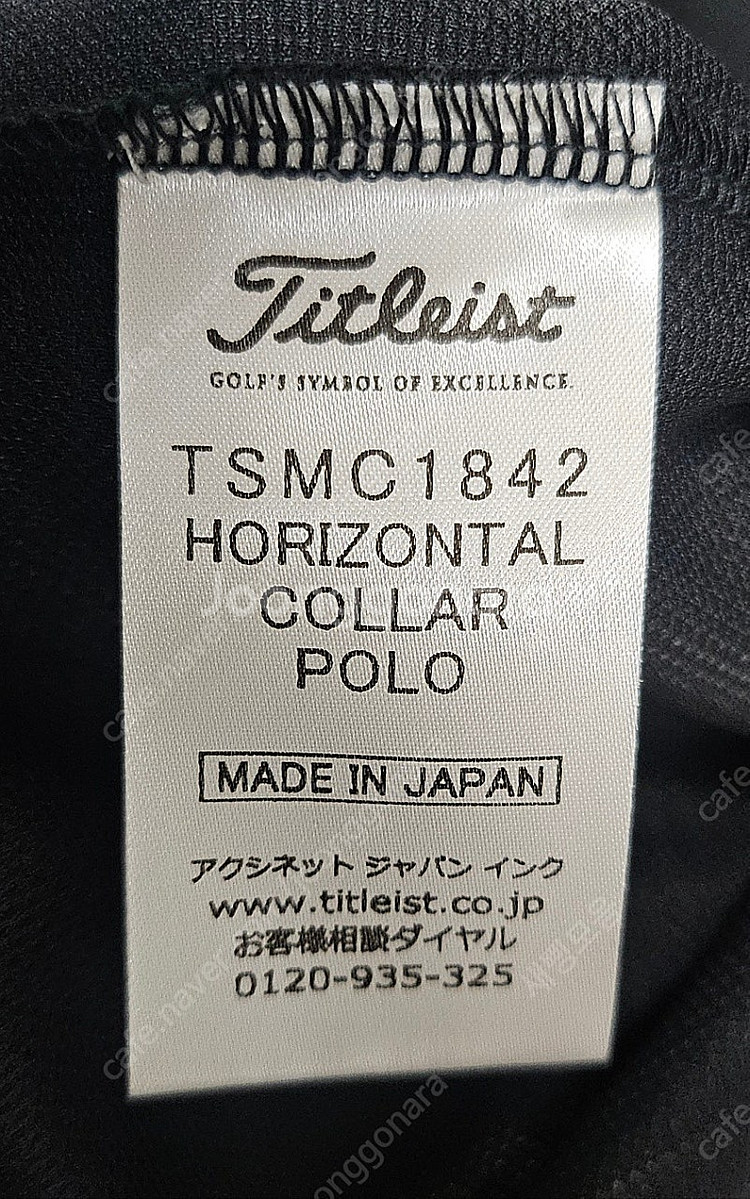 Titleist
GOLF'S SYMBOL OF EXCELLENCE.
TSMC1842
HORIZONTAL
COLLAR
POLO
MADE IN JAPAN
アクシネット ジャパン インク
www.titleist.co.jp
お客様相談ダイヤル
0120-935-325